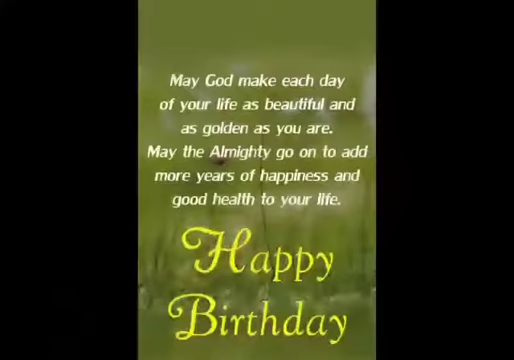 May God make each day
of your life as beautiful and
as golden as you are.
May the Almighty go on to add
more years of happiness and
good health to your life.
Happy
Birthday